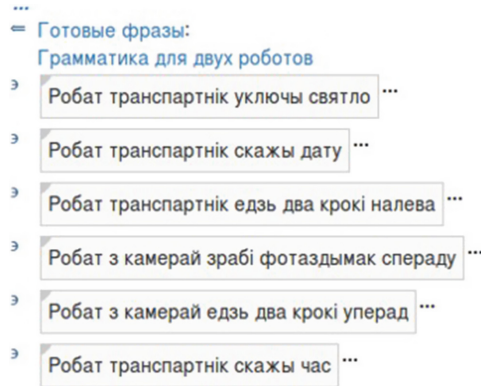 ...
⇐ Готовые фразы:
Грамматика для двух роботов
э Робат транспартнік уключы святло ...
э Робат транспартнік скажы дату ...
э Робат транспартнік едзь два крокі налева ...
э Робат з камерай зрабі фотаздымак спераду ...
э Робат з камерай едзь два крокі уперад ...
э Робат транспартнік скажы час ...